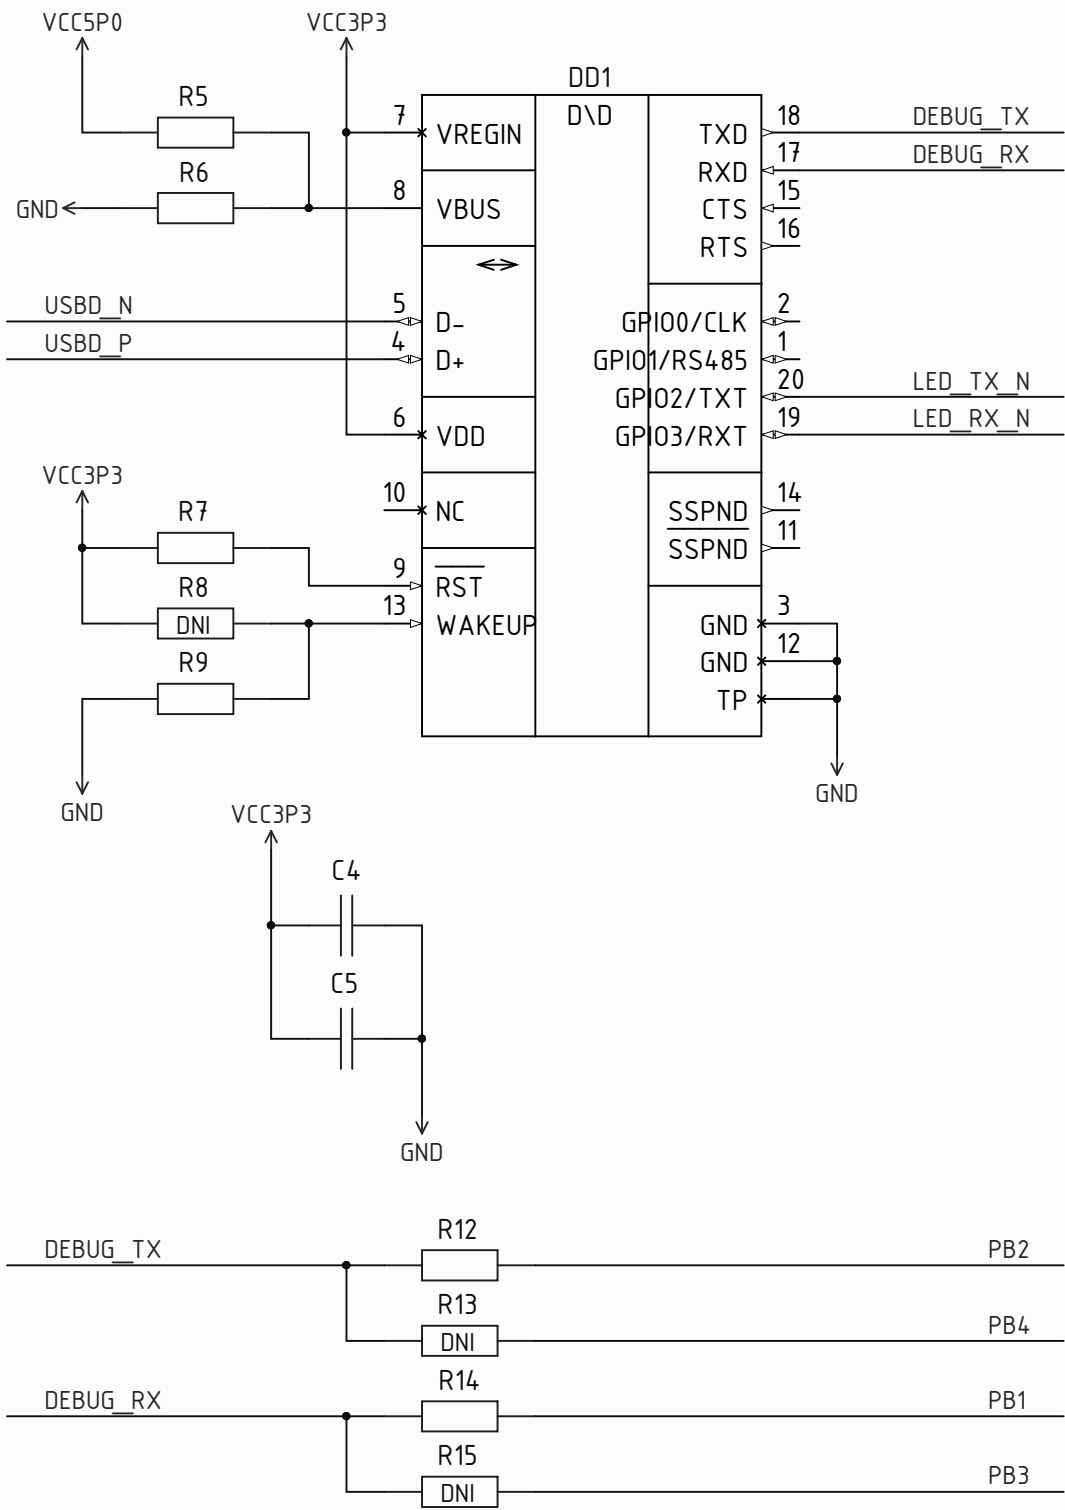 VCC5P0 VCC3P3
DD1
R5 7 VREGIN D\D TXD 18 DEBUG_TX
RXD 17 DEBUG_RX
R6 8 VBUS CTS 15
GND
RTS 16
USBD_N 5 D- GPIO0/CLK 2
USBD_P 4 D+ GPIO1/RS485 1
GPIO2/TXT 20 LED_TX_N
6 VDD GPIO3/RXT 19 LED_RX_N
VCC3P3
10 NC SSPND 14
R7 SSPND 11
9 RST
R8 DNI 13 WAKEUP GND 3
GND 12
R9 TP
GND GND
VCC3P3
C4
C5
GND
DEBUG_TX R12 PB2
R13 DNI PB4
DEBUG_RX R14 PB1
R15 DNI PB3